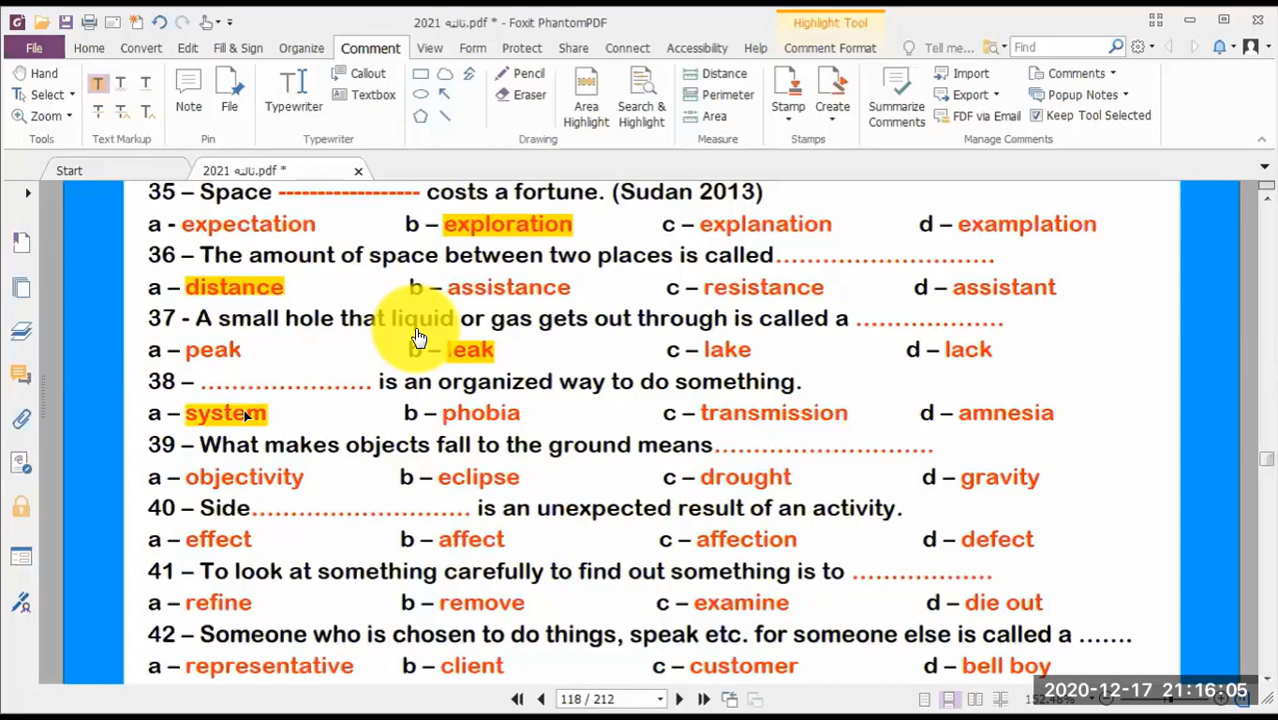 2021 ثالثه.pdf * - Foxit PhantomPDF
Highlight Tool
File Home Convert Edit Fill & Sign Organize Comment View Form Protect Share Connect Accessibility Help Comment Format Tell me... Find
Hand
Select
Zoom
Tools
Text Markup
Note
File
Pin
Typewriter
Callout
Textbox
Typewriter
Pencil
Eraser
Drawing
Area Highlight
Search & Highlight
Distance
Perimeter
Area
Measure
Stamp
Create
Stamps
Summarize Comments
Import
Export
FDF via Email
Comments
Popup Notes
Keep Tool Selected
Manage Comments
Start
2021 ثالثه.pdf *
35 – Space ------------------ costs a fortune. (Sudan 2013)
a - expectation b – exploration c – explanation d – examplation
36 – The amount of space between two places is called............................
a – distance b – assistance c – resistance d – assistant
37 - A small hole that liquid or gas gets out through is called a ...................
a – peak b – leak c – lake d – lack
38 – ...................... is an organized way to do something.
a – system b – phobia c – transmission d – amnesia
39 – What makes objects fall to the ground means............................
a – objectivity b – eclipse c – drought d – gravity
40 – Side............................ is an unexpected result of an activity.
a – effect b – affect c – affection d – defect
41 – To look at something carefully to find out something is to ..................
a – refine b – remove c – examine d – die out
42 – Someone who is chosen to do things, speak etc. for someone else is called a .......
a – representative b – client c – customer d – bell boy
118 / 212
152.48%
2020-12-17 21:16:05